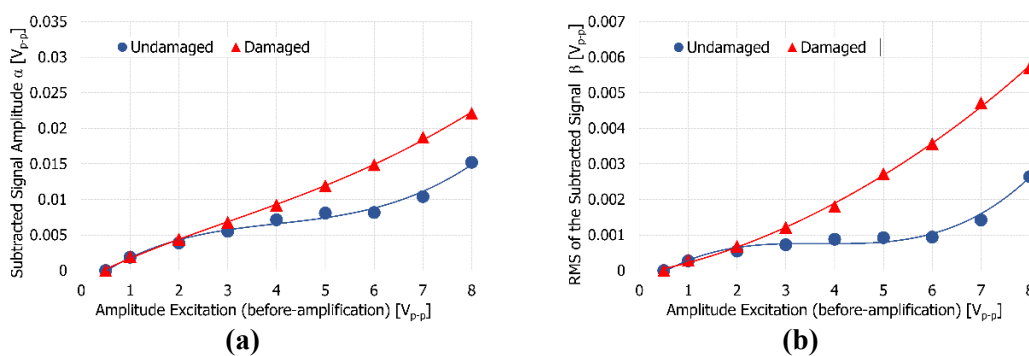 Subtracted Signal Amplitude α [Vp-p]
0.035
0.03
0.025
0.02
0.015
0.01
0.005
0
Undamaged
Damaged
0 1 2 3 4 5 6 7 8
Amplitude Excitation (before-amplification) [Vp-p]
(a)
RMS of the Subtracted Signal β [Vp-p]
0.007
0.006
0.005
0.004
0.003
0.002
0.001
0
Undamaged
Damaged
0 1 2 3 4 5 6 7 8
Amplitude Excitation (before-amplification) [Vp-p]
(b)